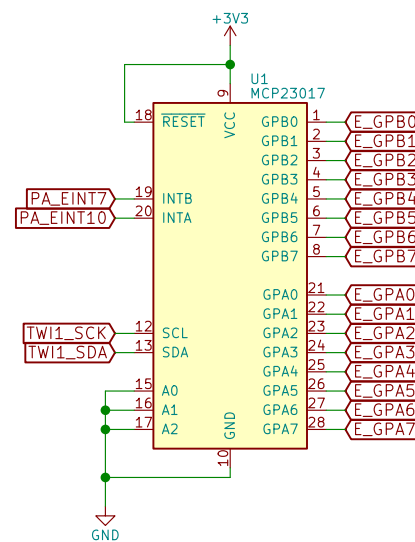 +3V3
U1
MCP23017
9
VCC
18 RESET GPB0 1 E_GPB0
GPB1 2 E_GPB1
GPB2 3 E_GPB2
GPB3 4 E_GPB3
PA_EINT7 19 INTB GPB4 5 E_GPB4
PA_EINT10 20 INTA GPB5 6 E_GPB5
GPB6 7 E_GPB6
GPB7 8 E_GPB7
GPA0 21 E_GPA0
GPA1 22 E_GPA1
TWI1_SCK 12 SCL GPA2 23 E_GPA2
TWI1_SDA 13 SDA GPA3 24 E_GPA3
GPA4 25 E_GPA4
15 A0 GPA5 26 E_GPA5
16 A1 GPA6 27 E_GPA6
17 A2 GPA7 28 E_GPA7
GND
10
GND